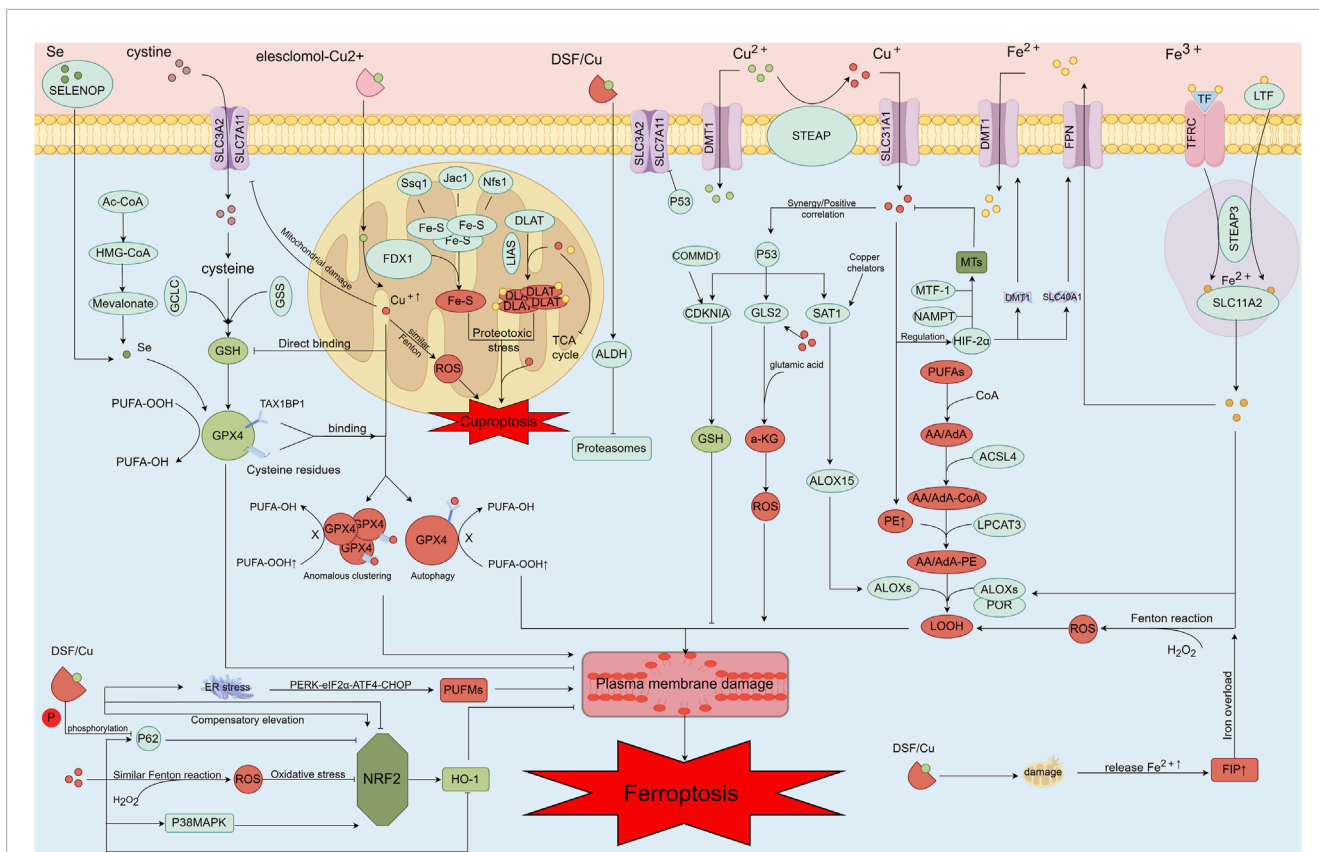 Se
cystine
elesclomol-Cu2+
DSF/Cu
Cu2+
Cu+
Fe2+
Fe3+
SELENOP
TF
LTF
SLC3A2
SLC7A11
SLC3A2
SLC7A11
DMT1
STEAP
SLC31A1
DMT1
FPN
TFRC
Ssq1
Jac1
Nfs1
P53
Ac-CoA
Fe-S
Fe-S
Fe-S
DLAT
LIAS
Synergy/Positive
correlation
STEAP3
HMG-CoA
Mitochondrial damage
FDX1
COMMD1
P53
Copper
chelators
MTs
cysteine
Fe2+
Mevalonate
GCLC
GSS
Cu+↑
Fe-S
DLAT
DLAT
DLAT
DLAT
MTF-1
DMT1
SLC40A1
SLC11A2
NAMPT
CDKNIA
GLS2
SAT1
Se
GSH
Direct binding
similar
Fenton
Proteotoxic
stress
TCA
cycle
ALDH
Regulation
HIF-2α
ROS
glutamic acid
PUFAs
CoA
PUFA-OOH
TAX1BP1
GPX4
binding
Cuproptosis
AA/AdA
PUFA-OH
Cysteine residues
Proteasomes
GSH
a-KG
ACSL4
ALOX15
AA/AdA-CoA
PUFA-OH
PUFA-OH
ROS
GPX4
GPX4
GPX4
X
GPX4
X
PE↑
LPCAT3
PUFA-OOH↑
PUFA-OOH↑
Anomalous clustering
Autophagy
AA/AdA-PE
ALOXs
ALOXs
POR
LOOH
ROS
Fenton reaction
H2O2
DSF/Cu
ER stress
PERK-eIF2α-ATF4-CHOP
PUFMs
Plasma membrane damage
P
phosphorylation
Compensatory elevation
P62
Iron overload
NRF2
HO-1
Similar Fenton reaction
ROS
Oxidative stress
H2O2
Ferroptosis
DSF/Cu
damage
release Fe2+↑
FIP↑
P38MAPK